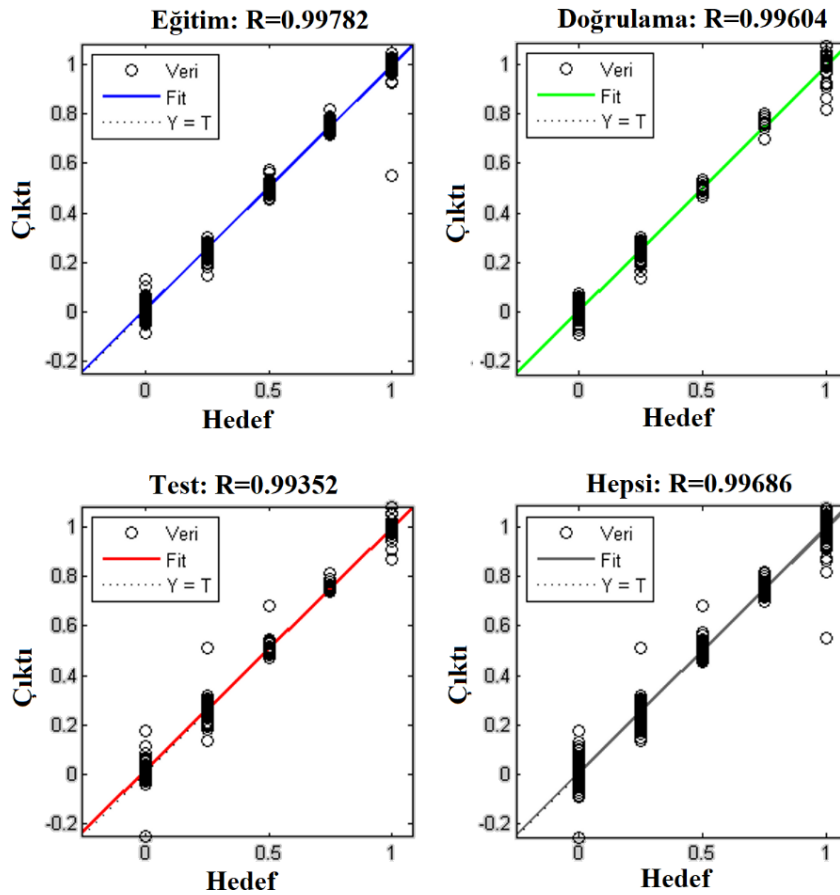 Eğitim: R=0.99782
Veri
Fit
Y = T
1
0.8
0.6
0.4
0.2
0
-0.2
0
0.5
1
Çıktı
Hedef
Doğrulama: R=0.99604
Veri
Fit
Y = T
1
0.8
0.6
0.4
0.2
0
-0.2
0
0.5
1
Çıktı
Hedef
Test: R=0.99352
Veri
Fit
Y = T
1
0.8
0.6
0.4
0.2
0
-0.2
0
0.5
1
Çıktı
Hedef
Hepsi: R=0.99686
Veri
Fit
Y = T
1
0.8
0.6
0.4
0.2
0
-0.2
0
0.5
1
Çıktı
Hedef